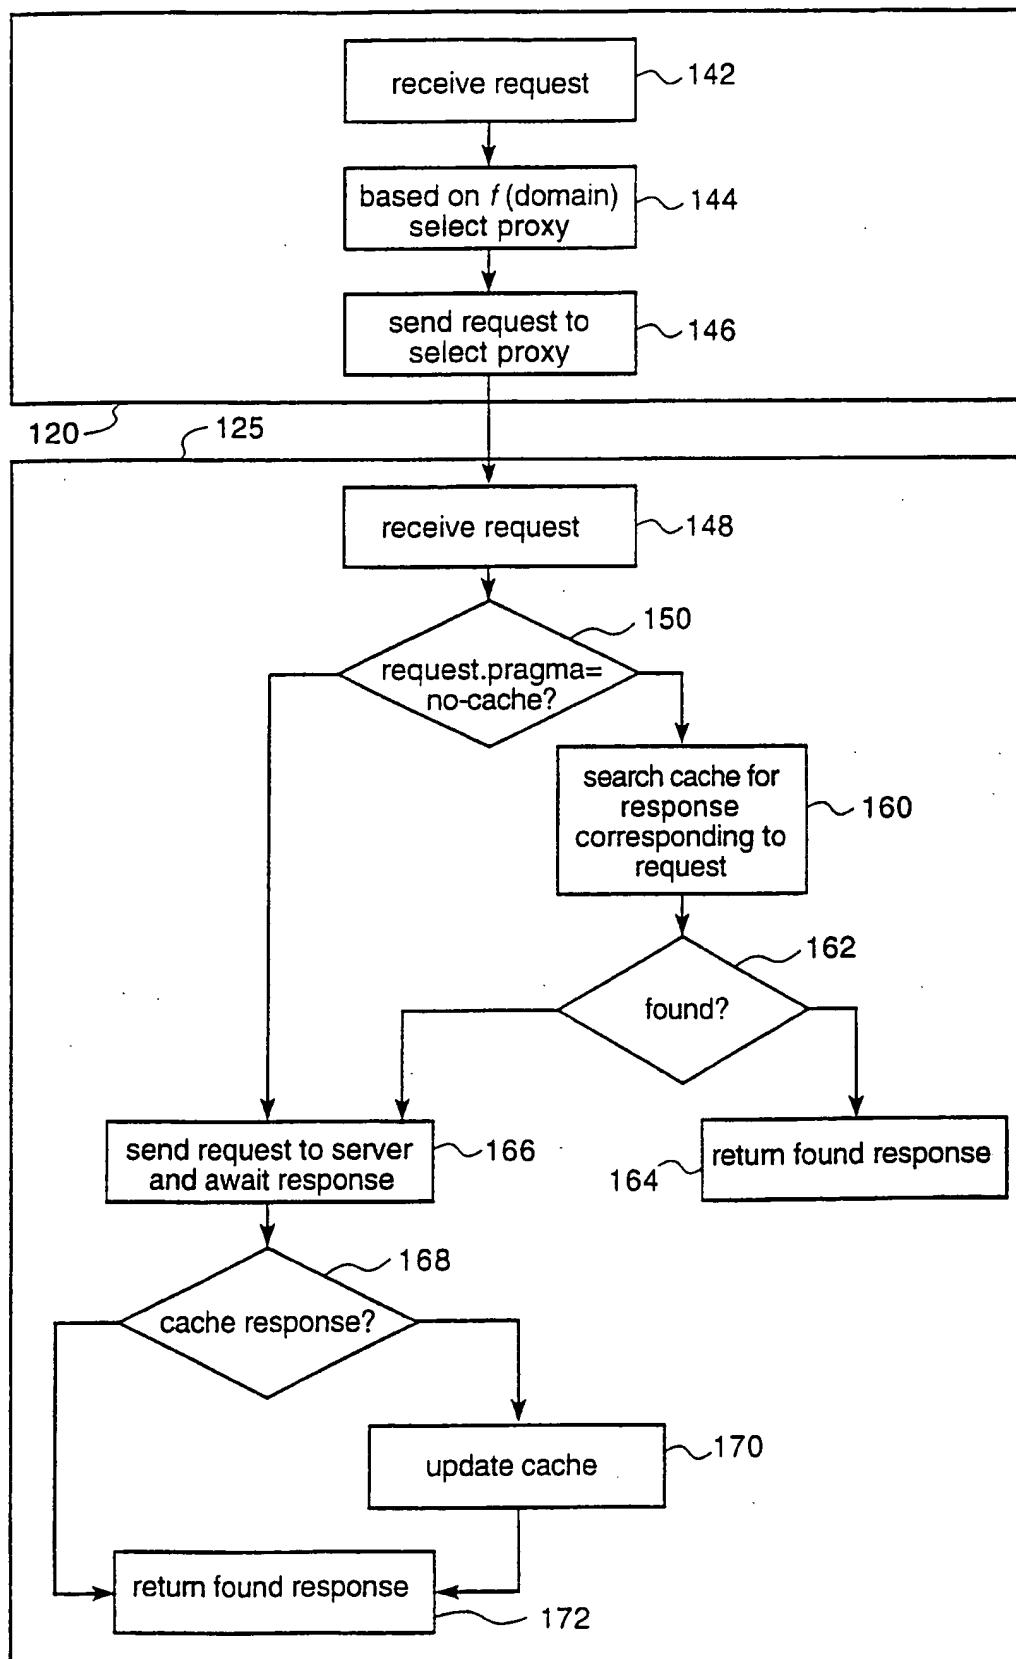 receive request
142
based on f (domain)
select proxy
144
send request to
select proxy
146
120
125
receive request
148
150
request.pragma=
no-cache?
search cache for
response
corresponding to
request
160
162
found?
send request to server
and await response
166
return found response
164
168
cache response?
170
update cache
return found response
172